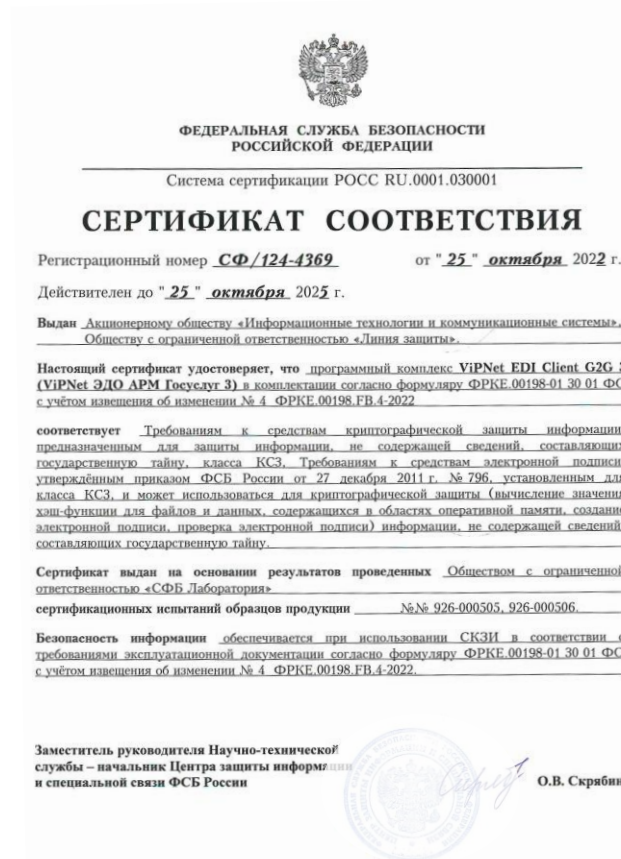 ФЕДЕРАЛЬНАЯ СЛУЖБА БЕЗОПАСНОСТИ
РОССИЙСКОЙ ФЕДЕРАЦИИ
Система сертификации РОСС RU.0001.030001
СЕРТИФИКАТ СООТВЕТСТВИЯ
Регистрационный номер СФ/124-4369 от "25" октября 2022 г.
Действителен до "25" октября 2025 г.
Выдан Акционерному обществу «Информационные технологии и коммуникационные системы»,
Обществу с ограниченной ответственностью «Линия защиты».
Настоящий сертификат удостоверяет, что программный комплекс ViPNet EDI Client G2G 3
(ViPNet ЭДО АРМ Госуслуг 3) в комплектации согласно формуляру ФРКЕ.00198-01 30 01 ФО
с учётом извещения об изменении № 4 ФРКЕ.00198.FB.4-2022
соответствует Требованиям к средствам криптографической защиты информации,
предназначенным для защиты информации, не содержащей сведений, составляющих
государственную тайну, класса КС3, Требованиям к средствам электронной подписи,
утверждённым приказом ФСБ России от 27 декабря 2011 г. № 796, установленным для
класса КС3, и может использоваться для криптографической защиты (вычисление значения
хэш-функции для файлов и данных, содержащихся в областях оперативной памяти, создание
электронной подписи, проверка электронной подписи) информации, не содержащей сведений,
составляющих государственную тайну.
Сертификат выдан на основании результатов проведенных Обществом с ограниченной
ответственностью «СФБ Лаборатория»
сертификационных испытаний образцов продукции №№ 926-000505, 926-000506.
Безопасность информации обеспечивается при использовании СКЗИ в соответствии с
требованиями эксплуатационной документации согласно формуляру ФРКЕ.00198-01 30 01 ФО
с учётом извещения об изменении № 4 ФРКЕ.00198.FB.4-2022.
Заместитель руководителя Научно-технической
службы – начальник Центра защиты информации
и специальной связи ФСБ России О.В. Скрябин